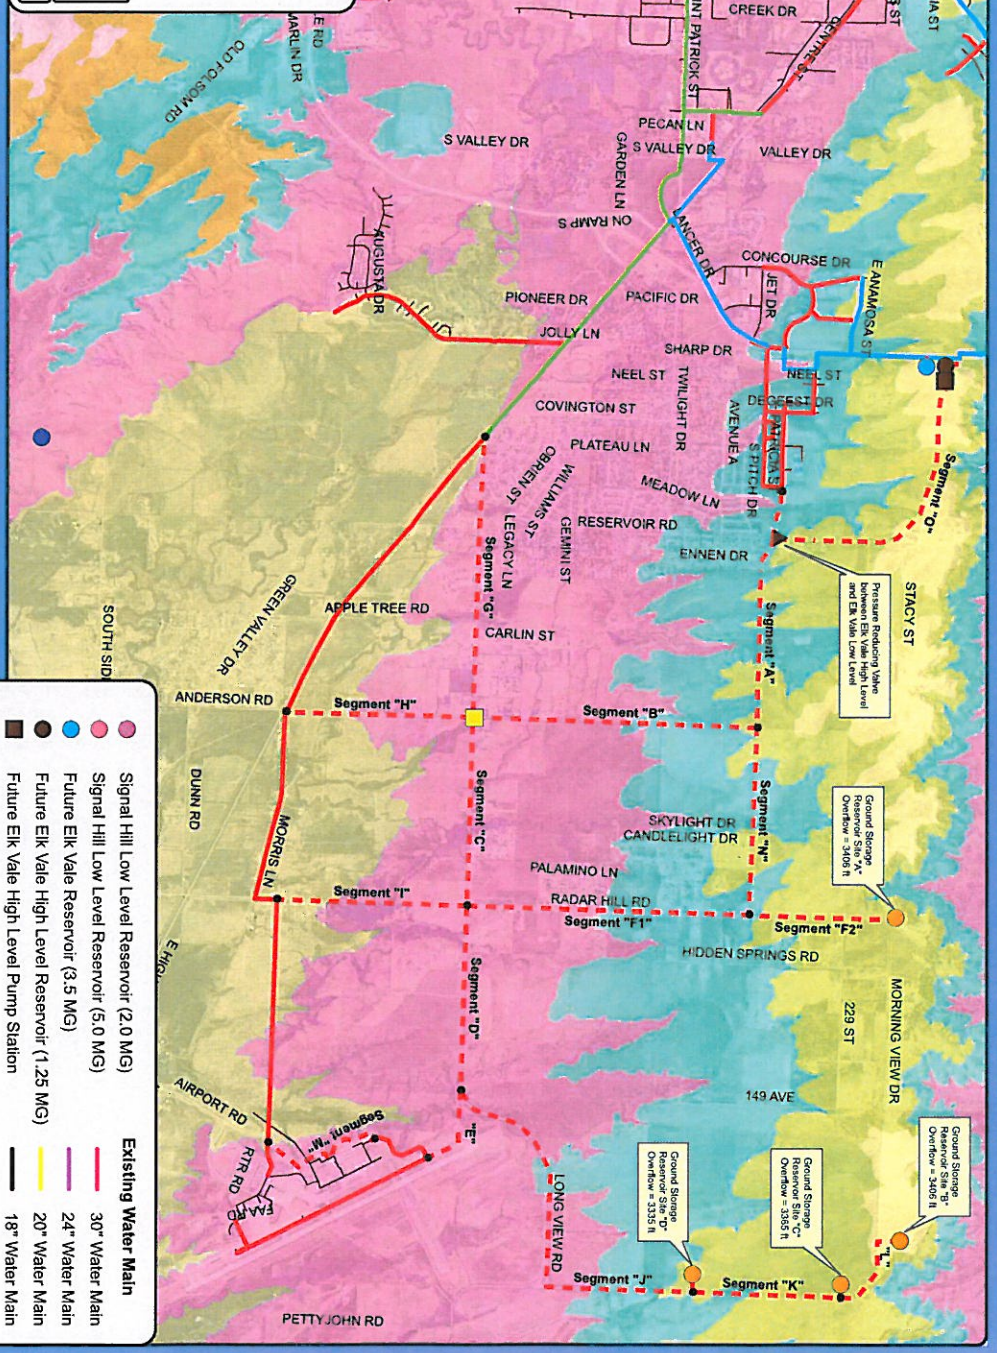 CREEK DR
CENTRE ST
INT PATRICK ST
MARLIN DR
OLD FOLSOM RD
PECAN LN
S VALLEY DR
S VALLEY DR
VALLEY DR
GARDEN LN
ON RAMP S
LANCER DR
CONCOURSE DR
E ANAMOSA ST
JET DR
AUGUSTA DR
PIONEER DR
PACIFIC DR
JOLLY LN
SHARP DR
NEEL ST
NEEL ST
TWILIGHT DR
DEGEEST DR
COVINGTON ST
AVENUE A
PATRICIA S
S PITCH DR
PLATEAU LN
OBRIEN ST
WILLIAMS ST
MEADOW LN
Segment "O"
RESERVOIR RD
GEMINI ST
LEGACY LN
ENNEN DR
Segment "G"
Pressure Reducing Valve
between Elk Vale High Level
and Elk Vale Low Level
STACY ST
GREEN VALLEY DR
APPLE TREE RD
SOUTH SID
CARLIN ST
Segment "A"
ANDERSON RD
Segment "H"
Segment "B"
DUNN RD
MORRIS LN
Segment "C"
SKYLIGHT DR
CANDLELIGHT DR
Segment "N"
Ground Storage
Reservoir Site "A"
Overflow = 3406 ft
PALAMINO LN
Segment "I"
RADAR HILL RD
Segment "F1"
Segment "F2"
HIDDEN SPRINGS RD
E HIGH
Segment "D"
229 ST
MORNING VIEW DR
149 AVE
AIRPORT RD
Segment "M"
"E"
RTR RD
FAA RD
LONG VIEW RD
Ground Storage
Reservoir Site "D"
Overflow = 3335 ft
Ground Storage
Reservoir Site "C"
Overflow = 3365 ft
Ground Storage
Reservoir Site "B"
Overflow = 3406 ft
"L"
Segment "J"
Segment "K"
PETTYJOHN RD
Signal Hill Low Level Reservoir (2.0 MG)
Signal Hill Low Level Reservoir (5.0 MG)
Future Elk Vale Reservoir (3.5 MG)
Future Elk Vale High Level Reservoir (1.25 MG)
Future Elk Vale High Level Pump Station
Existing Water Main
30" Water Main
24" Water Main
20" Water Main
18" Water Main